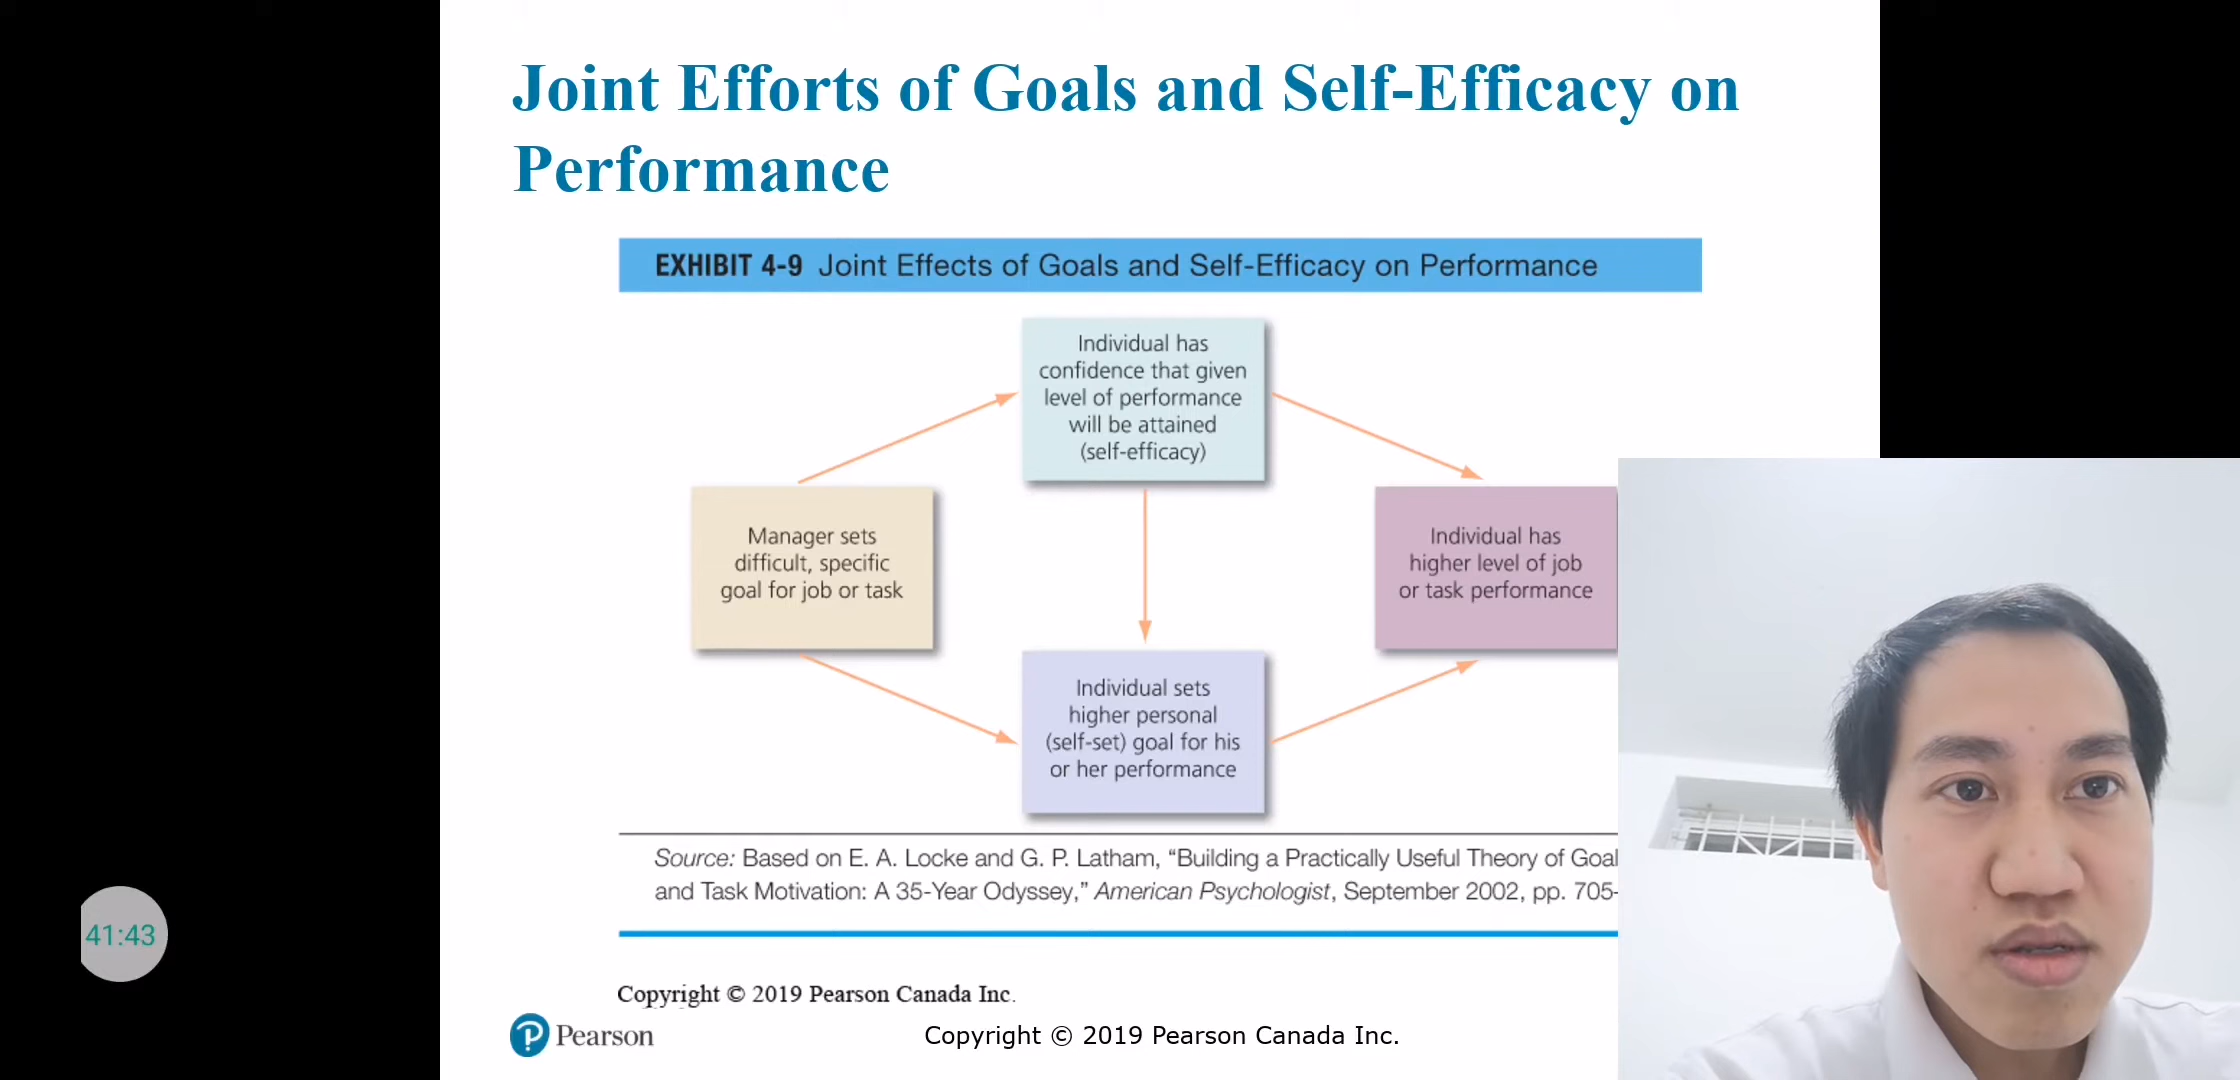 Joint Efforts of Goals and Self-Efficacy on
Performance
EXHIBIT 4-9 Joint Effects of Goals and Self-Efficacy on Performance
Individual has
confidence that given
level of performance
will be attained
(self-efficacy)
Manager sets
difficult, specific
goal for job or task
Individual has
higher level of job
or task performance
Individual sets
higher personal
(self-set) goal for his
or her performance
Source: Based on E. A. Locke and G. P. Latham, “Building a Practically Useful Theory of Goal
and Task Motivation: A 35-Year Odyssey,” American Psychologist, September 2002, pp. 705-
41:43
Copyright © 2019 Pearson Canada Inc.
Pearson
Copyright © 2019 Pearson Canada Inc.